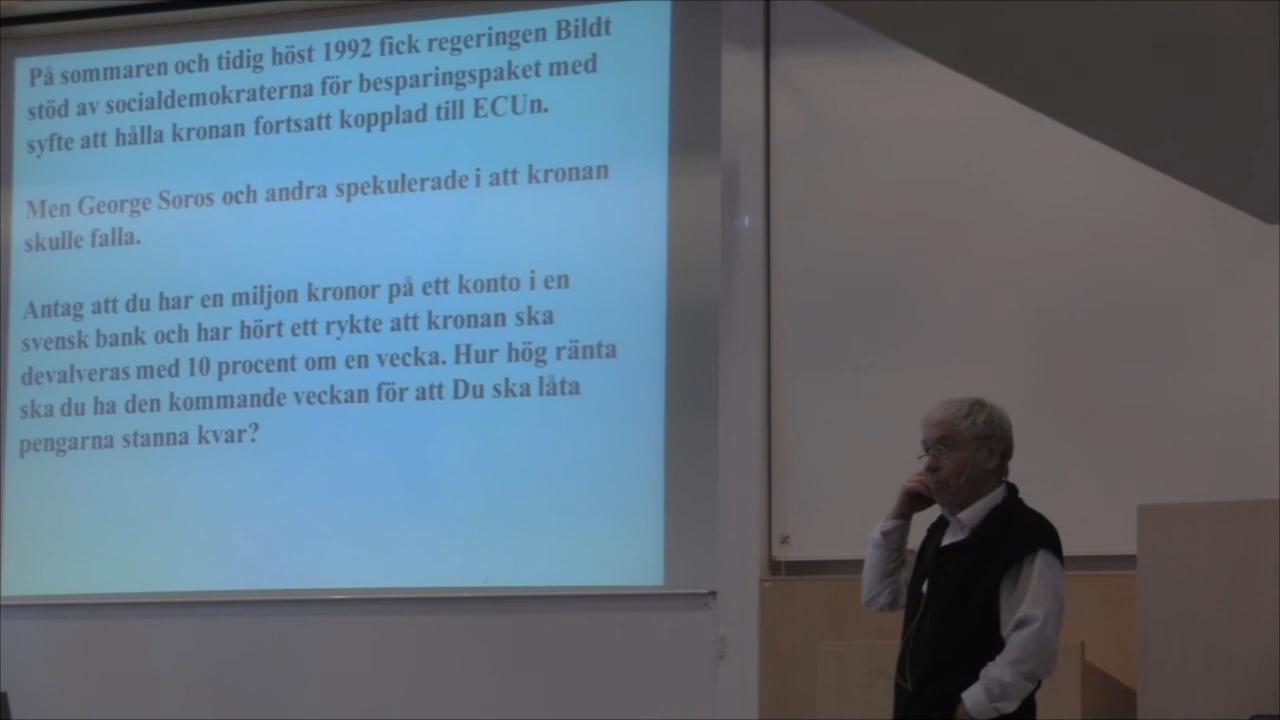 På sommaren och tidig höst 1992 fick regeringen Bildt
stöd av socialdemokraterna för besparingspaket med
syfte att hålla kronan fortsatt kopplad till ECUn.
Men George Soros och andra spekulerade i att kronan
skulle falla.
Antag att du har en miljon kronor på ett konto i en
svensk bank och har hört ett rykte att kronan ska
devalveras med 10 procent om en vecka. Hur hög ränta
ska du ha den kommande veckan för att Du ska låta
pengarna stanna kvar?